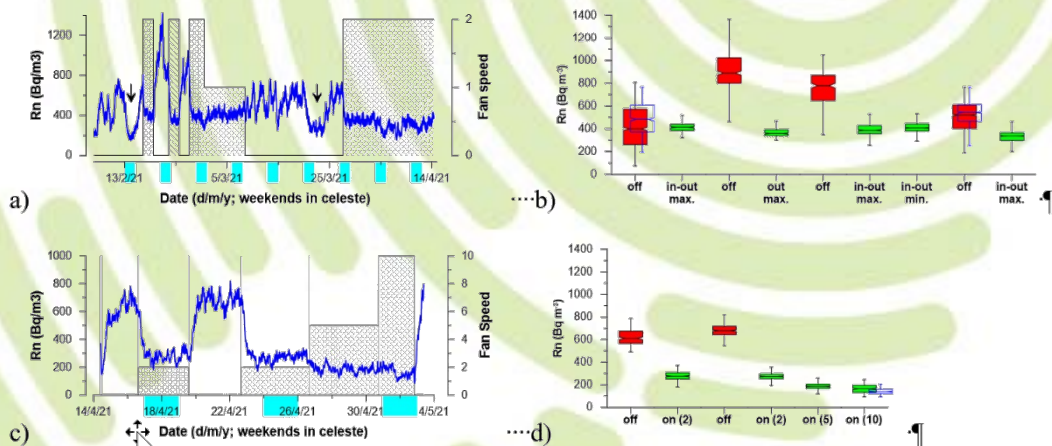 1200
800
400
0
Rn (Bq/m3)
2
1
0
Fan speed
13/2/21 5/3/21 25/3/21 14/4/21
Date (d/m/y; weekends in celeste)
a)
1400
1200
1000
800
600
400
200
0
Rn (Bq m⁻³)
off in-out max. off out max. off in-out max. in-out min. off in-out max.
····b)
¶
1000
800
600
400
200
0
Rn (Bq/m3)
10
8
6
4
2
0
Fan Speed
14/4/21 18/4/21 22/4/21 26/4/21 30/4/21 4/5/21
Date (d/m/y; weekends in celeste)
c)
1400
1200
1000
800
600
400
200
0
Rn (Bq m⁻³)
off on (2) off on (2) on (5) on (10)
····d)
·¶